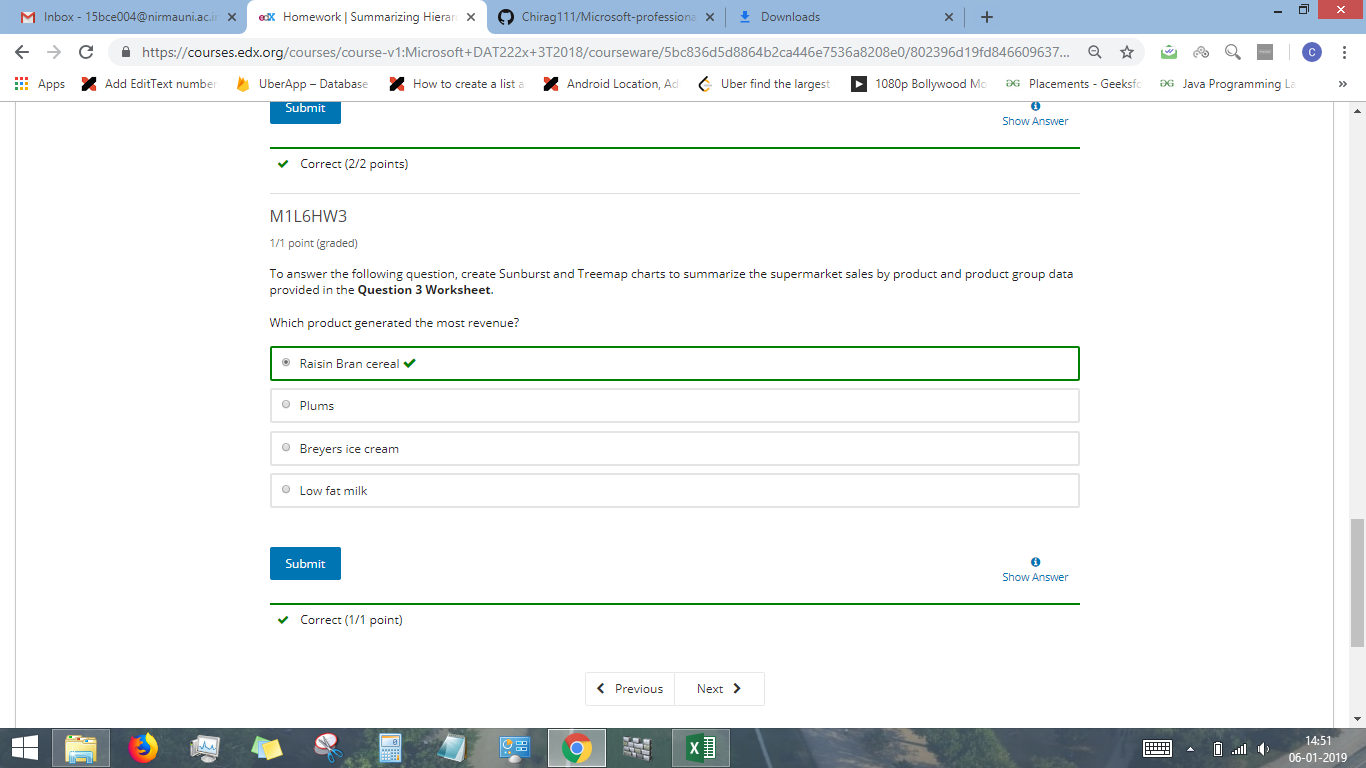 Inbox - 15bce004@nirmauni.ac.i
edX Homework | Summarizing Hierar
Chirag111/Microsoft-professiona
Downloads
https://courses.edx.org/courses/course-v1:Microsoft+DAT222x+3T2018/courseware/5bc836d5d8864b2ca446e7536a8208e0/802396d19fd846609637...
C
Apps
Add EditText number
UberApp – Database
How to create a list a
Android Location, Ad
Uber find the largest
1080p Bollywood Mo
Placements - Geeksfo
Java Programming La
»
Submit
Show Answer
Correct (2/2 points)
M1L6HW3
1/1 point (graded)
To answer the following question, create Sunburst and Treemap charts to summarize the supermarket sales by product and product group data
provided in the Question 3 Worksheet.
Which product generated the most revenue?
Raisin Bran cereal
Plums
Breyers ice cream
Low fat milk
Submit
Show Answer
Correct (1/1 point)
Previous
Next
14:51
06-01-2019